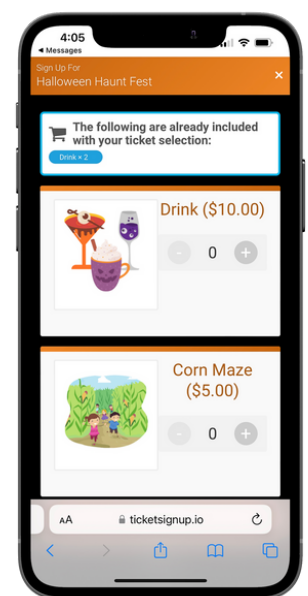 4:05
◀ Messages
Sign Up For
Halloween Haunt Fest
×
The following are already included
with your ticket selection:
Drink × 2
Drink ($10.00)
- 0 +
Corn Maze
($5.00)
- 0 +
AA ticketsignup.io